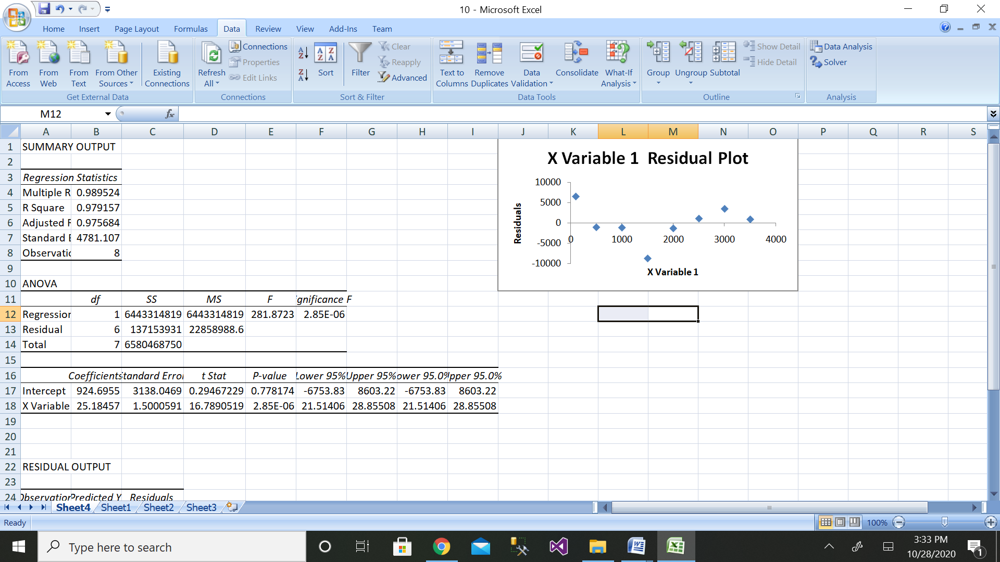 10 - Microsoft Excel
Home Insert Page Layout Formulas Data Review View Add-Ins Team
From Access
From Web
From Text
From Other Sources
Existing Connections
Get External Data
Refresh All
Connections
Properties
Edit Links
Connections
A Z
Z A
A Z Z A
Sort
Filter
Clear
Reapply
Advanced
Sort & Filter
Text to Columns
Remove Duplicates
Data Validation
Consolidate
What-If Analysis
Data Tools
Group
Ungroup
Subtotal
Show Detail
Hide Detail
Outline
Data Analysis
Solver
Analysis
M12 fx
A B C D E F G H I J K L M N O P Q R S
1 SUMMARY OUTPUT
2
3 Regression Statistics
4 Multiple R 0.989524
5 R Square 0.979157
6 Adjusted R 0.975684
7 Standard E 4781.107
8 Observatio 8
9
10 ANOVA
11 df SS MS F gnificance F
12 Regression 1 6443314819 6443314819 281.8723 2.85E-06
13 Residual 6 137153931 22858988.6
14 Total 7 6580468750
15
16 Coefficients tandard Error t Stat P-value Lower 95% Upper 95% ower 95.0% pper 95.0%
17 Intercept 924.6955 3138.0469 0.29467229 0.778174 -6753.83 8603.22 -6753.83 8603.22
18 X Variable 25.18457 1.5000591 16.7890519 2.85E-06 21.51406 28.85508 21.51406 28.85508
19
20
21
22 RESIDUAL OUTPUT
23
24 Observation Predicted Y Residuals
X Variable 1 Residual Plot
10000
5000
0
-5000
-10000
Residuals
0 1000 2000 3000 4000
X Variable 1
Sheet4 Sheet1 Sheet2 Sheet3
Ready 100%
Type here to search
3:33 PM
10/28/2020
1